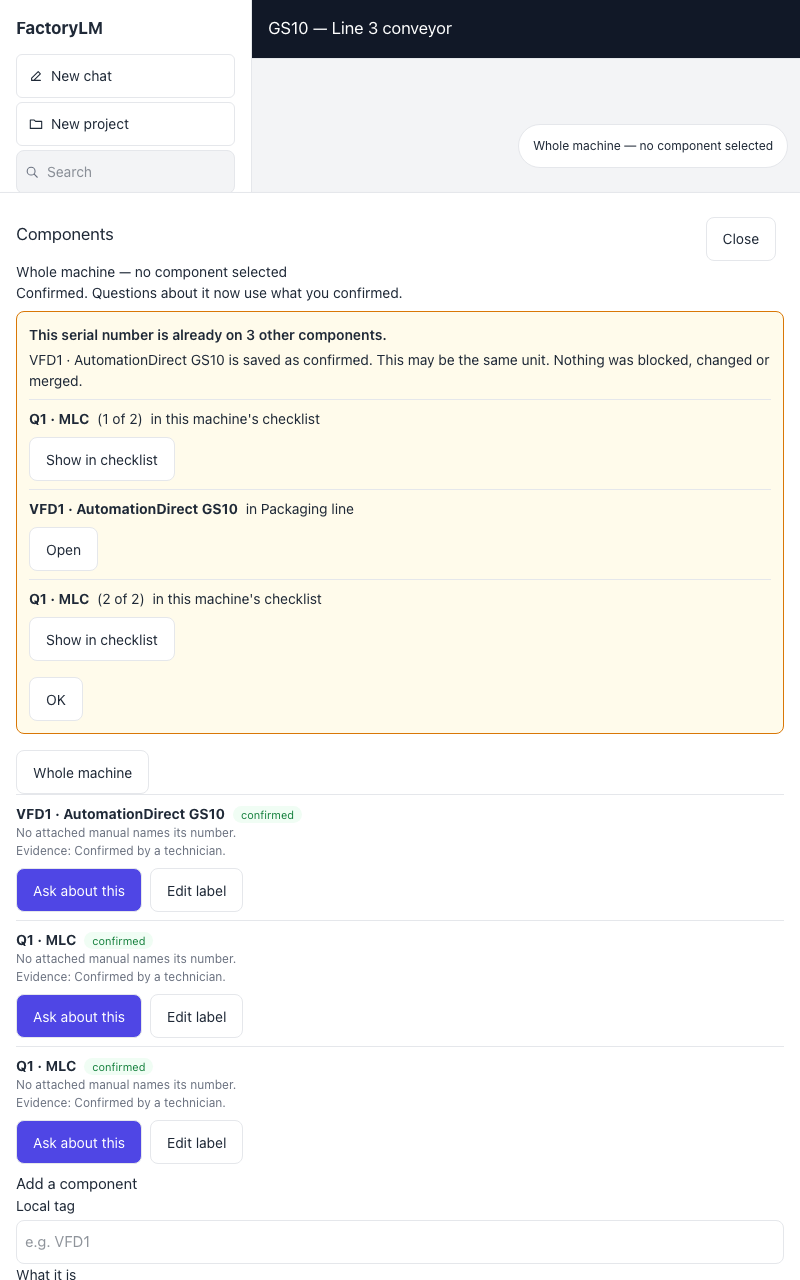 FactoryLM
GS10 — Line 3 conveyor
New chat
New project
Search
Whole machine — no component selected
Components
Close
Whole machine — no component selected
Confirmed. Questions about it now use what you confirmed.
This serial number is already on 3 other components.
VFD1 · AutomationDirect GS10 is saved as confirmed. This may be the same unit. Nothing was blocked, changed or
merged.
Q1 · MLC (1 of 2) in this machine's checklist
Show in checklist
VFD1 · AutomationDirect GS10 in Packaging line
Open
Q1 · MLC (2 of 2) in this machine's checklist
Show in checklist
OK
Whole machine
VFD1 · AutomationDirect GS10 confirmed
No attached manual names its number.
Evidence: Confirmed by a technician.
Ask about this Edit label
Q1 · MLC confirmed
No attached manual names its number.
Evidence: Confirmed by a technician.
Ask about this Edit label
Q1 · MLC confirmed
No attached manual names its number.
Evidence: Confirmed by a technician.
Ask about this Edit label
Add a component
Local tag
e.g. VFD1
What it is